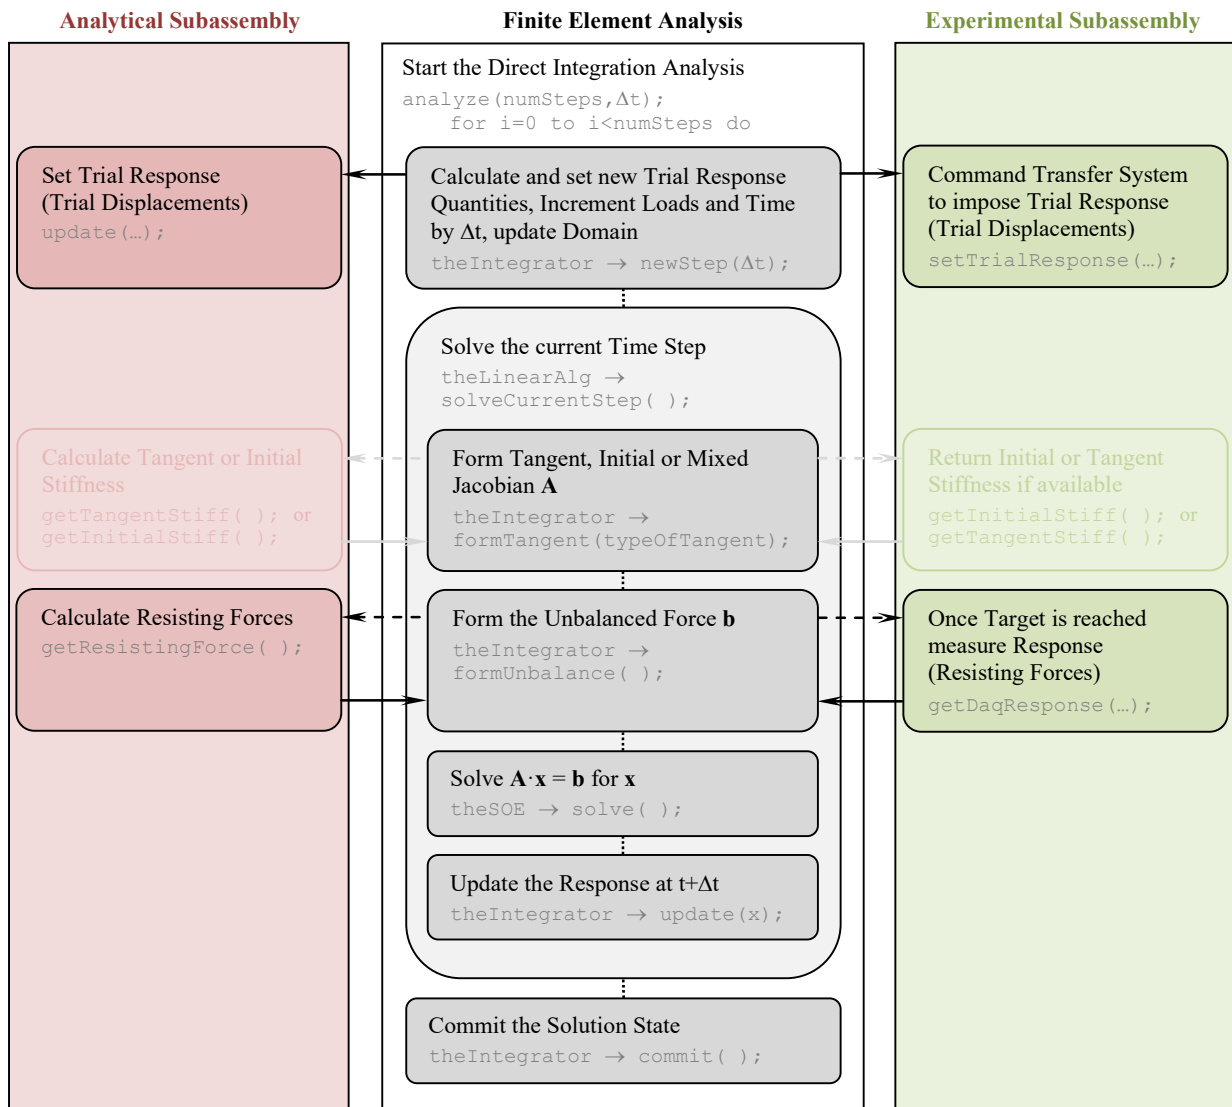 Analytical Subassembly
Finite Element Analysis
Experimental Subassembly
Start the Direct Integration Analysis
analyze(numSteps,Δt);
for i=0 to i<numSteps do
Set Trial Response
(Trial Displacements)
update(…);
Calculate and set new Trial Response
Quantities, Increment Loads and Time
by Δt, update Domain
theIntegrator → newStep(Δt);
Command Transfer System
to impose Trial Response
(Trial Displacements)
setTrialResponse(…);
Solve the current Time Step
theLinearAlg →
solveCurrentStep( );
Calculate Tangent or Initial
Stiffness
getTangentStiff( ); or
getInitialStiff( );
Form Tangent, Initial or Mixed
Jacobian A
theIntegrator →
formTangent(typeOfTangent);
Return Initial or Tangent
Stiffness if available
getInitialStiff( ); or
getTangentStiff( );
Calculate Resisting Forces
getResistingForce( );
Form the Unbalanced Force b
theIntegrator →
formUnbalance( );
Once Target is reached
measure Response
(Resisting Forces)
getDaqResponse(…);
Solve A·x = b for x
theSOE → solve( );
Update the Response at t+Δt
theIntegrator → update(x);
Commit the Solution State
theIntegrator → commit( );